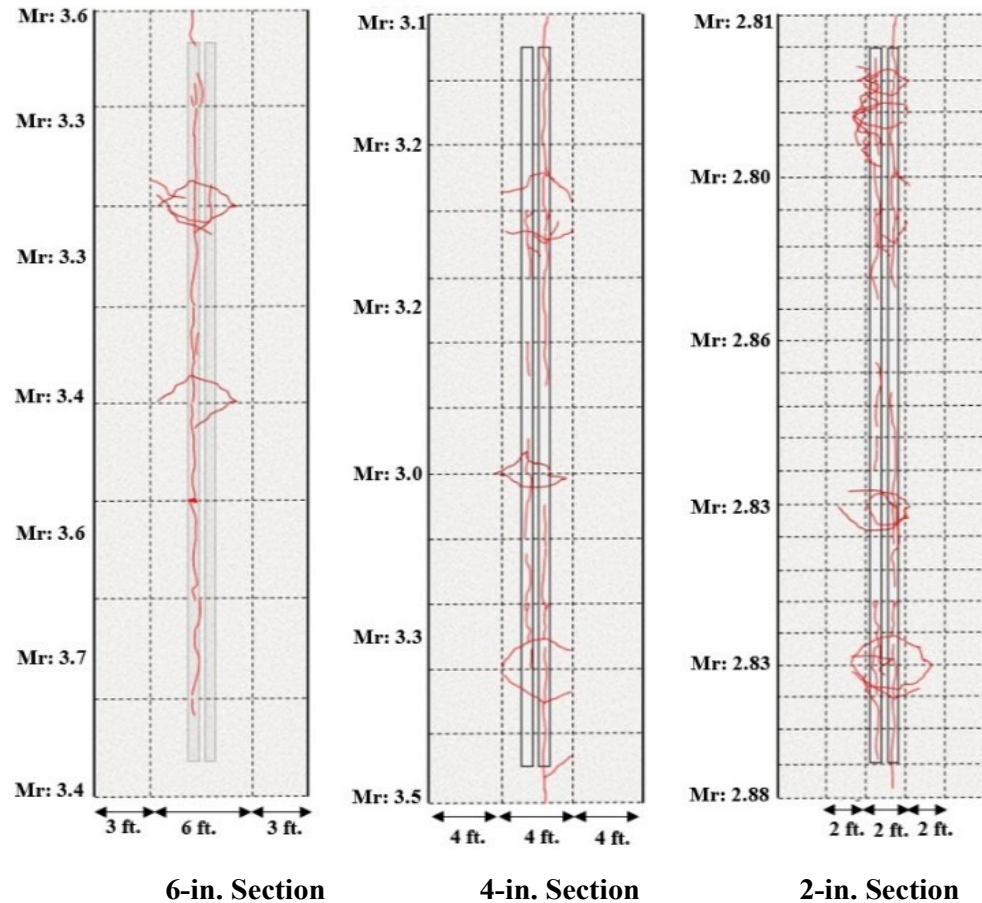 Mr: 3.6
Mr: 3.3
Mr: 3.3
Mr: 3.4
Mr: 3.6
Mr: 3.7
Mr: 3.4
3 ft.
6 ft.
3 ft.
6-in. Section
Mr: 3.1
Mr: 3.2
Mr: 3.2
Mr: 3.0
Mr: 3.3
Mr: 3.5
4 ft.
4 ft.
4 ft.
4-in. Section
Mr: 2.81
Mr: 2.80
Mr: 2.86
Mr: 2.83
Mr: 2.83
Mr: 2.88
2 ft.
2 ft.
2 ft.
2-in. Section